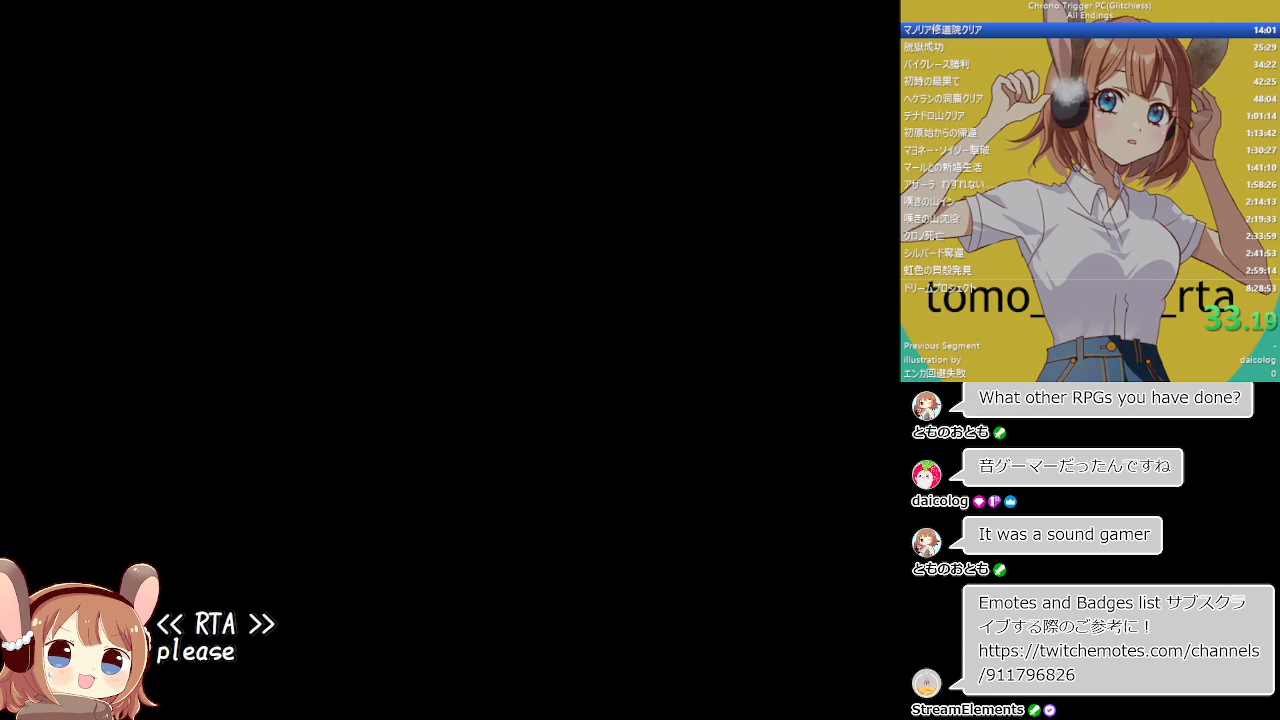 Chrono Trigger PC(Glitchless)
All Endings
マノリア修道院クリア 14:01
脱獄成功 25:29
バイクレース勝利 34:22
初時の最果て 42:25
ヘケランの洞窟クリア 48:04
デナドロ山クリア 1:01:14
初原始からの帰還 1:13:42
マヨネー・ソイソー撃破 1:30:27
マールとの新婚生活 1:41:10
アザーラ わすれない..... 1:58:26
嘆きの山イン 2:14:13
嘆きの山沈没 2:19:33
クロノ死亡 2:33:59
シルバード奪還 2:41:53
虹色の貝殻発見 2:59:14
ドリームプロジェクト 8:28:53
tomo_ _rta
33.19
Previous Segment -
illustration by daicolog
エンカ回避失敗 0
What other RPGs you have done?
とものおとも
音ゲーマーだったんですね
daicolog
It was a sound gamer
とものおとも
Emotes and Badges list サブスクラ
イブする際のご参考に！
https://twitchemotes.com/channels
/911796826
StreamElements
<< RTA >>
please